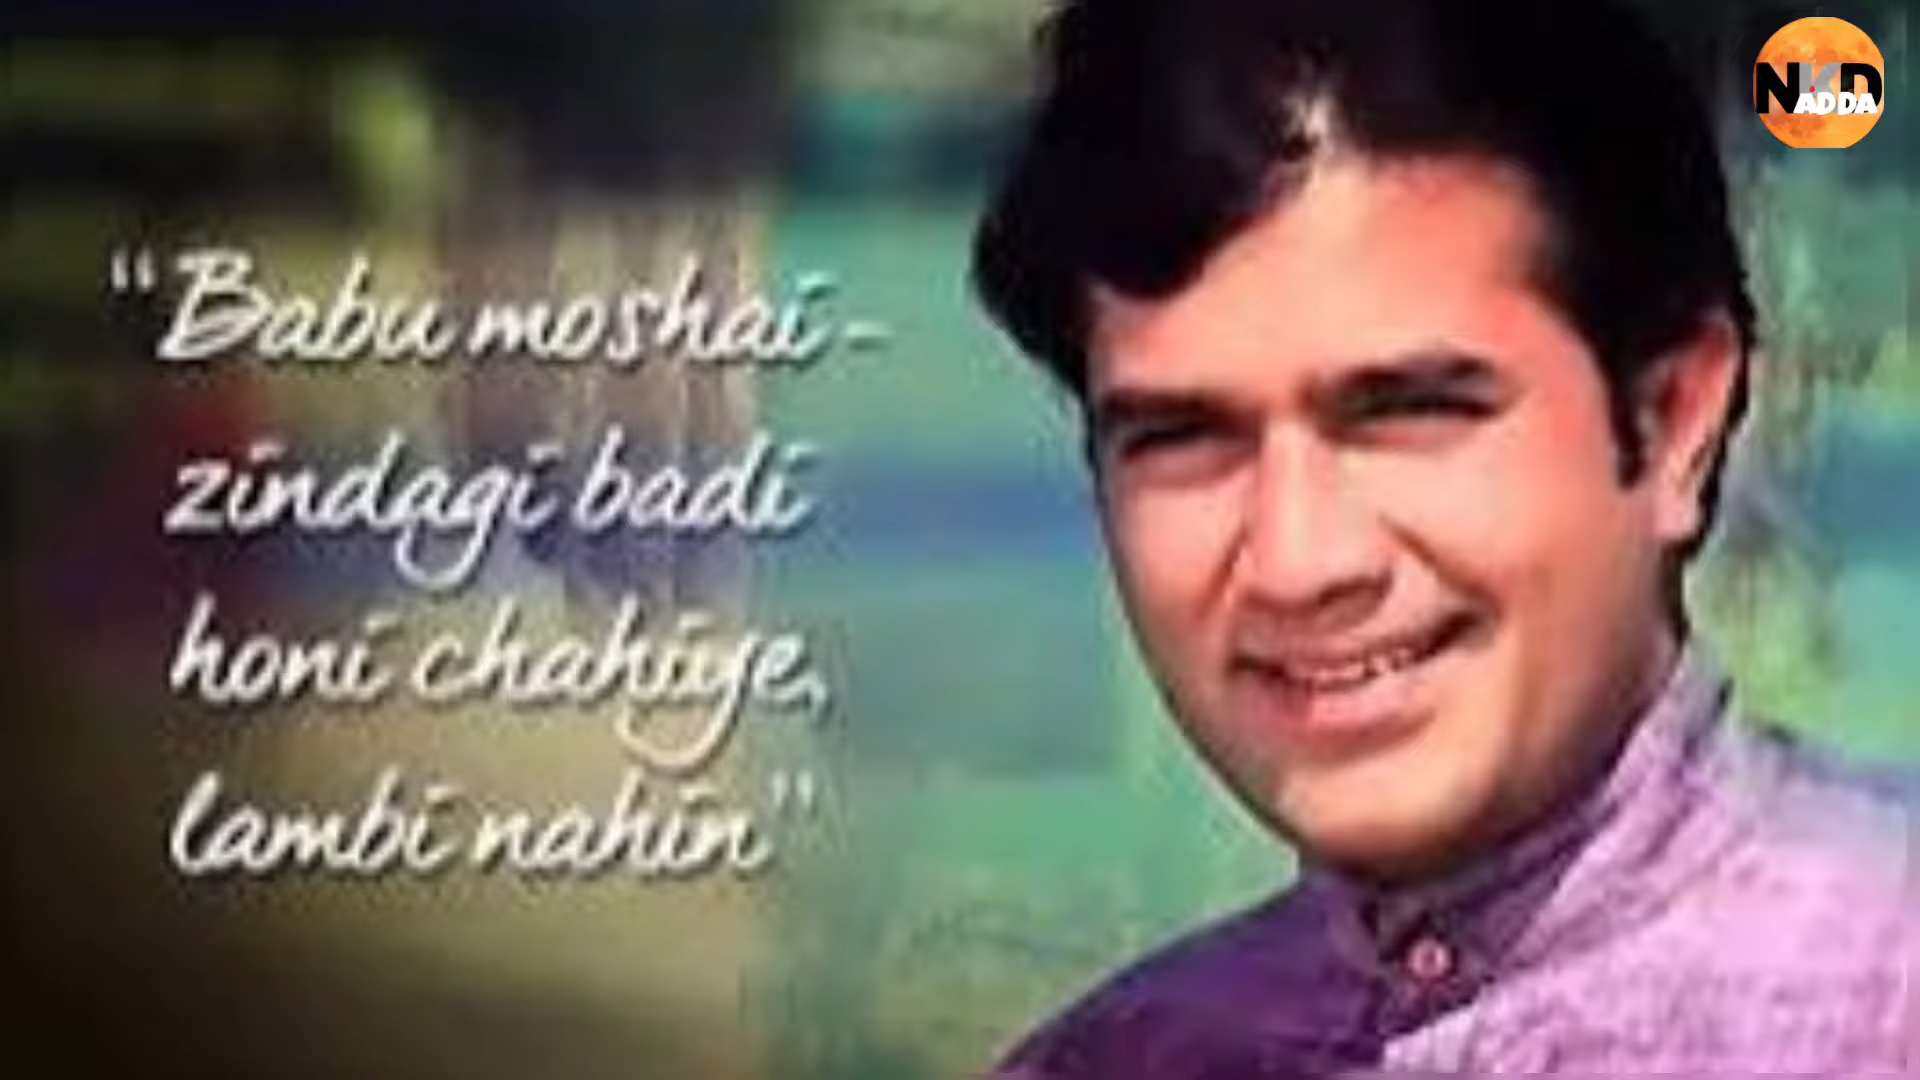 "Babu moshai-
zindagi badi
honi chahiye,
lambi nahin"
NKD
ADDA